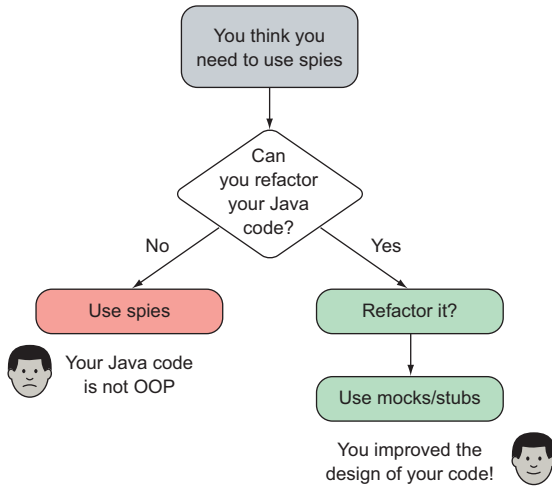 You think you
need to use spies
Can
you refactor
your Java
code?
No
Yes
Use spies
Refactor it?
Your Java code
is not OOP
Use mocks/stubs
You improved the
design of your code!